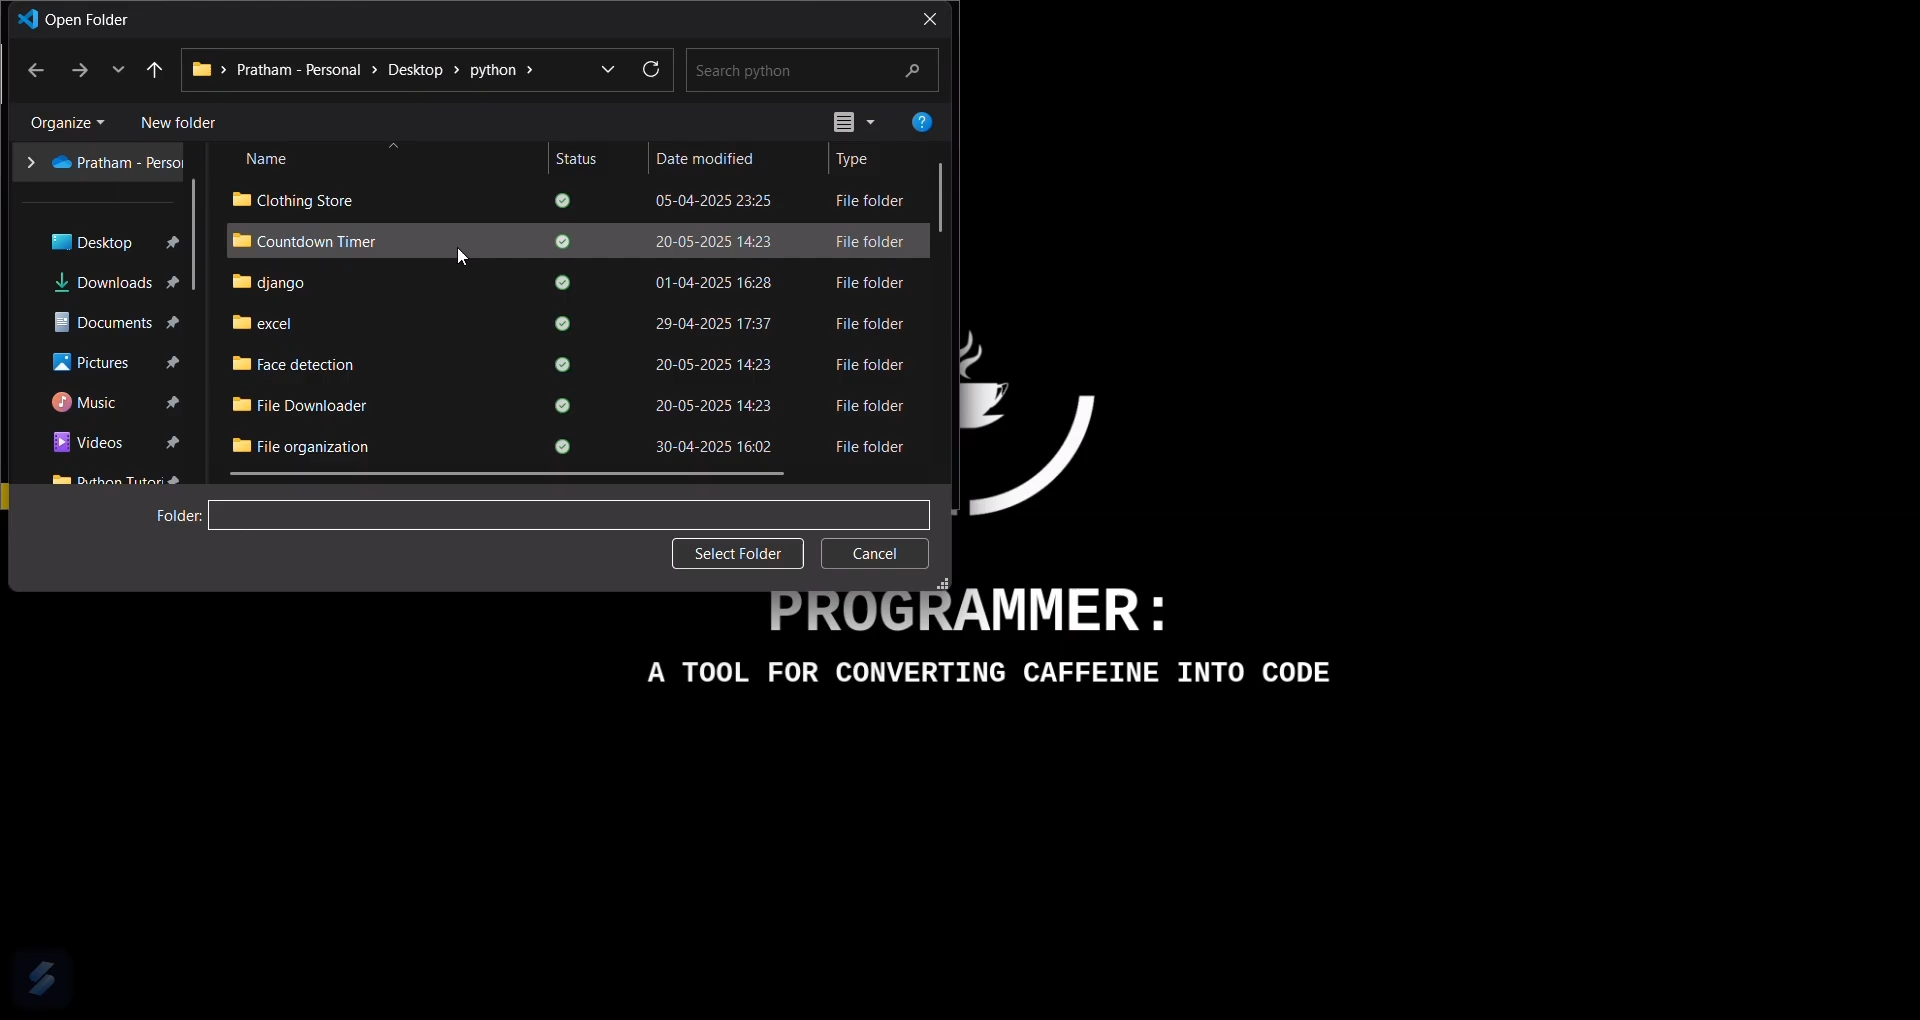 Open Folder
Pratham - Personal > Desktop > python >
Search python
Organize
New folder
?
Pratham - Perso
Name
Status
Date modified
Type
Clothing Store
05-04-2025 23:25
File folder
Desktop
Countdown Timer
20-05-2025 14:23
File folder
Downloads
django
01-04-2025 16:28
File folder
Documents
excel
29-04-2025 17:37
File folder
Pictures
Face detection
20-05-2025 14:23
File folder
Music
File Downloader
20-05-2025 14:23
File folder
Videos
File organization
30-04-2025 16:02
File folder
Python Tutori
Folder:
Select Folder
Cancel
PROGRAMMER:
A TOOL FOR CONVERTING CAFFEINE INTO CODE